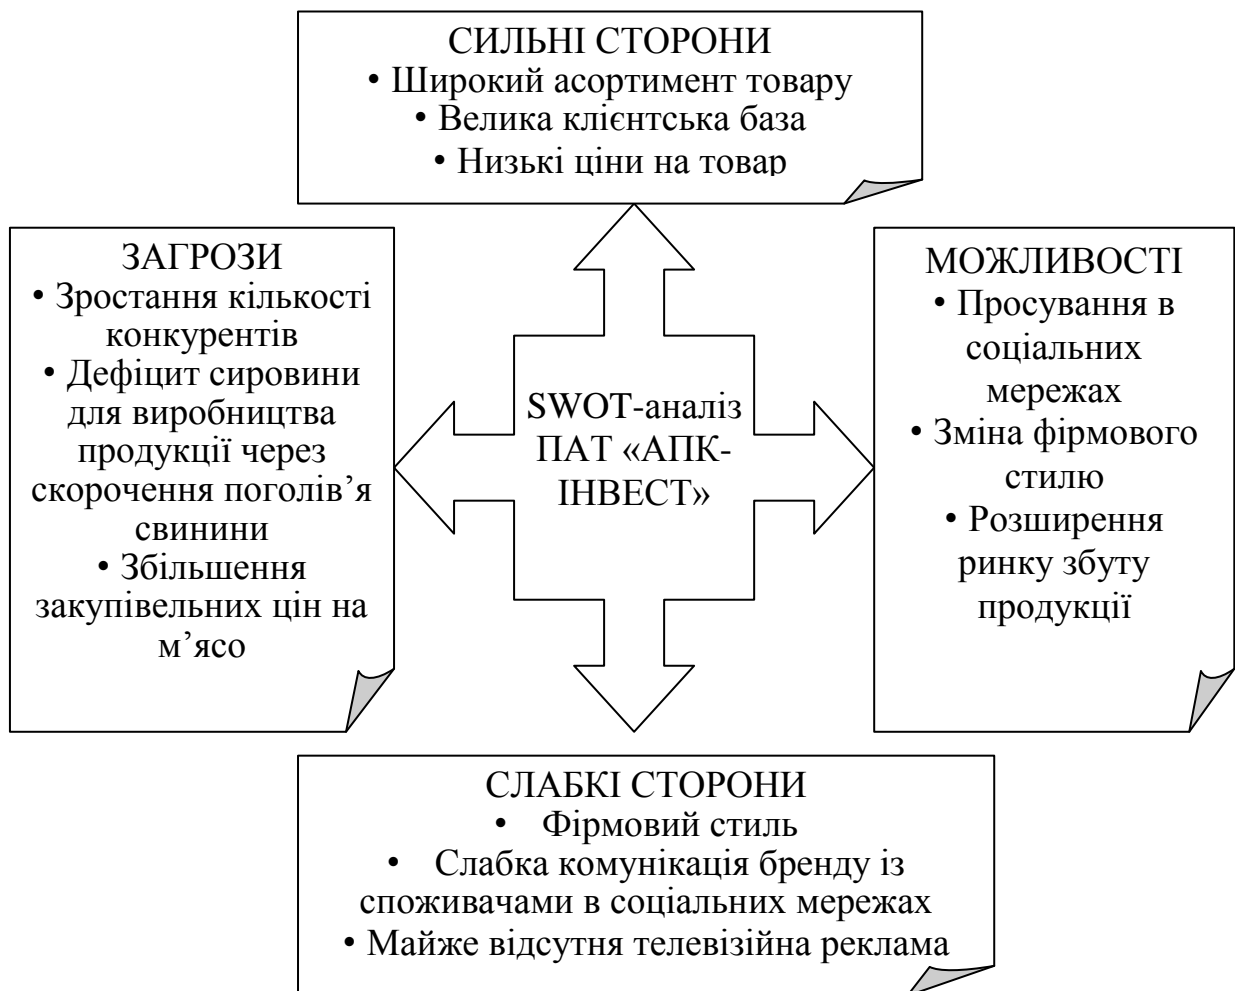 СИЛЬНІ СТОРОНИ
• Широкий асортимент товару
• Велика клієнтська база
• Низькі ціни на товар
ЗАГРОЗИ
• Зростання кількості
конкурентів
• Дефіцит сировини
для виробництва
продукції через
скорочення поголів’я
свинини
• Збільшення
закупівельних цін на
м’ясо
SWOT-аналіз
ПАТ «АПК-
ІНВЕСТ»
МОЖЛИВОСТІ
• Просування в
соціальних
мережах
• Зміна фірмового
стилю
• Розширення
ринку збуту
продукції
СЛАБКІ СТОРОНИ
• Фірмовий стиль
• Слабка комунікація бренду із
споживачами в соціальних мережах
• Майже відсутня телевізійна реклама